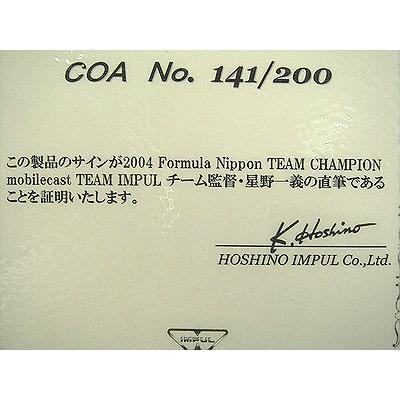 COA No. 141/200
この製品のサインが2004 Formula Nippon TEAM CHAMPION
mobilecast TEAM IMPUL チーム監督・星野一義の直筆である
ことを証明いたします。
K. Hoshino
HOSHINO IMPUL Co.,Ltd.
IMPUL